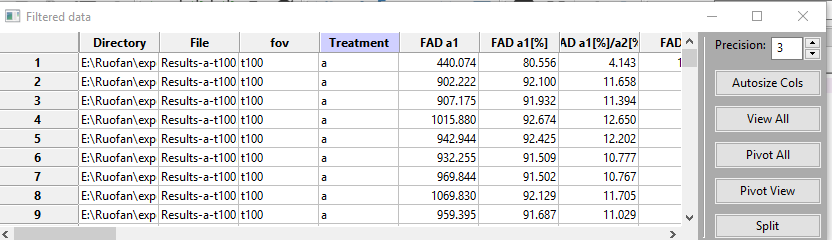 Filtered data
Directory File fov Treatment FAD a1 FAD a1[%] AD a1[%]/a2[% FAD Precision: 3
1 E:\Ruofan\exp Results-a-t100 t100 a 440.074 80.556 4.143 1
Autosize Cols
2 E:\Ruofan\exp Results-a-t100 t100 a 902.222 92.100 11.658
3 E:\Ruofan\exp Results-a-t100 t100 a 907.175 91.932 11.394
View All
4 E:\Ruofan\exp Results-a-t100 t100 a 1015.880 92.674 12.650
5 E:\Ruofan\exp Results-a-t100 t100 a 942.944 92.425 12.202
Pivot All
6 E:\Ruofan\exp Results-a-t100 t100 a 932.255 91.509 10.777
7 E:\Ruofan\exp Results-a-t100 t100 a 969.844 91.502 10.767
Pivot View
8 E:\Ruofan\exp Results-a-t100 t100 a 1069.830 92.129 11.705
9 E:\Ruofan\exp Results-a-t100 t100 a 959.395 91.687 11.029
Split